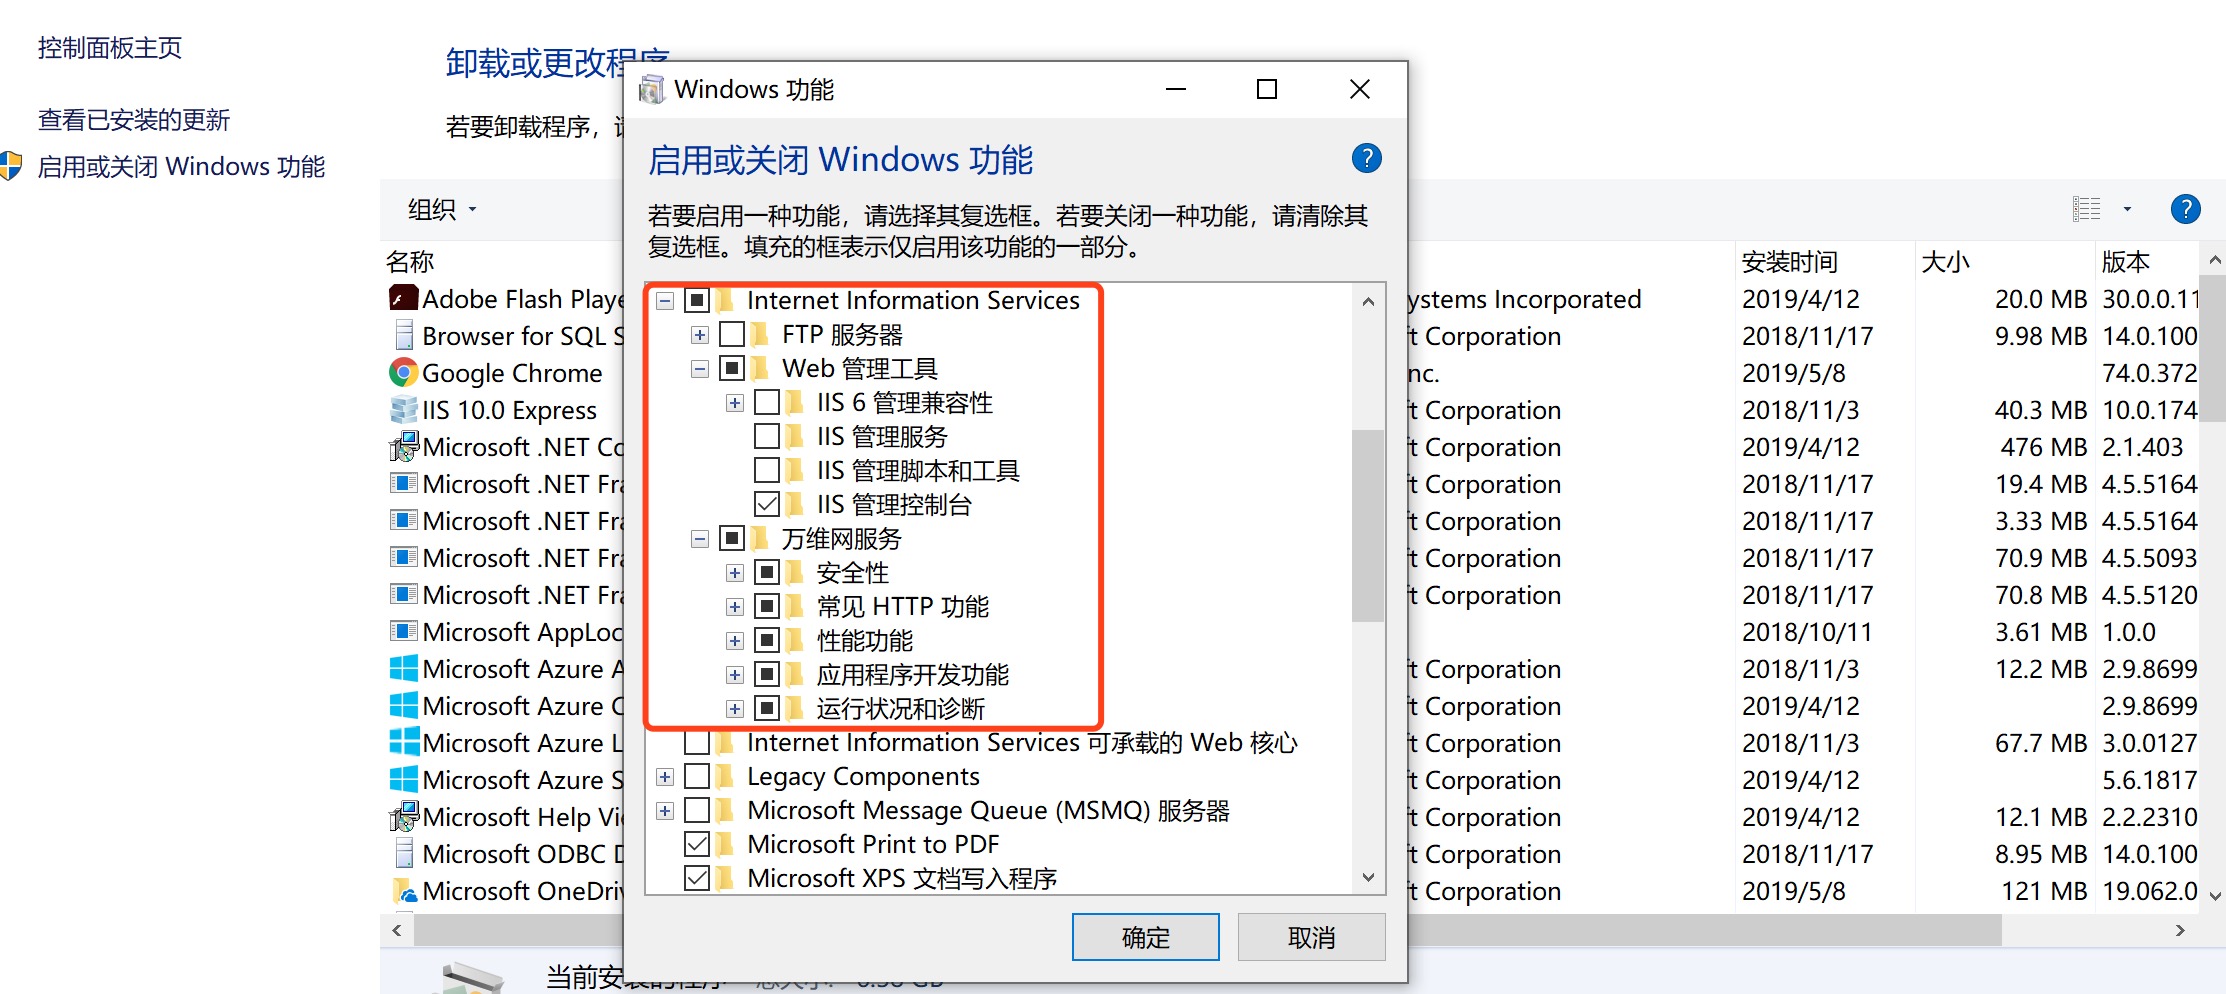 控制面板主页
查看已安装的更新
启用或关闭 Windows 功能
卸载或更改程序
若要卸载程序，
组织
名称
安装时间
大小
版本
Adobe Flash Playe
ystems Incorporated
2019/4/12
20.0 MB
30.0.0.11
Browser for SQL S
t Corporation
2018/11/17
9.98 MB
14.0.100
Google Chrome
nc.
2019/5/8
74.0.372
IIS 10.0 Express
t Corporation
2018/11/3
40.3 MB
10.0.174
Microsoft .NET Co
t Corporation
2019/4/12
476 MB
2.1.403
Microsoft .NET Fra
t Corporation
2018/11/17
19.4 MB
4.5.5164
Microsoft .NET Fra
t Corporation
2018/11/17
3.33 MB
4.5.5164
Microsoft .NET Fra
t Corporation
2018/11/17
70.9 MB
4.5.5093
Microsoft .NET Fra
t Corporation
2018/11/17
70.8 MB
4.5.5120
Microsoft AppLoc
2018/10/11
3.61 MB
1.0.0
Microsoft Azure A
t Corporation
2018/11/3
12.2 MB
2.9.8699
Microsoft Azure C
t Corporation
2019/4/12
2.9.8699
Microsoft Azure L
t Corporation
2018/11/3
67.7 MB
3.0.0127
Microsoft Azure S
t Corporation
2019/4/12
5.6.1817
Microsoft Help Vi
t Corporation
2019/4/12
12.1 MB
2.2.2310
Microsoft ODBC D
t Corporation
2018/11/17
8.95 MB
14.0.100
Microsoft OneDri
t Corporation
2019/5/8
121 MB
19.062.0
Windows 功能
启用或关闭 Windows 功能
若要启用一种功能，请选择其复选框。若要关闭一种功能，请清除其
复选框。填充的框表示仅启用该功能的一部分。
Internet Information Services
FTP 服务器
Web 管理工具
IIS 6 管理兼容性
IIS 管理服务
IIS 管理脚本和工具
IIS 管理控制台
万维网服务
安全性
常见 HTTP 功能
性能功能
应用程序开发功能
运行状况和诊断
Internet Information Services 可承载的 Web 核心
Legacy Components
Microsoft Message Queue (MSMQ) 服务器
Microsoft Print to PDF
Microsoft XPS 文档写入程序
确定
取消
当前安装的程序